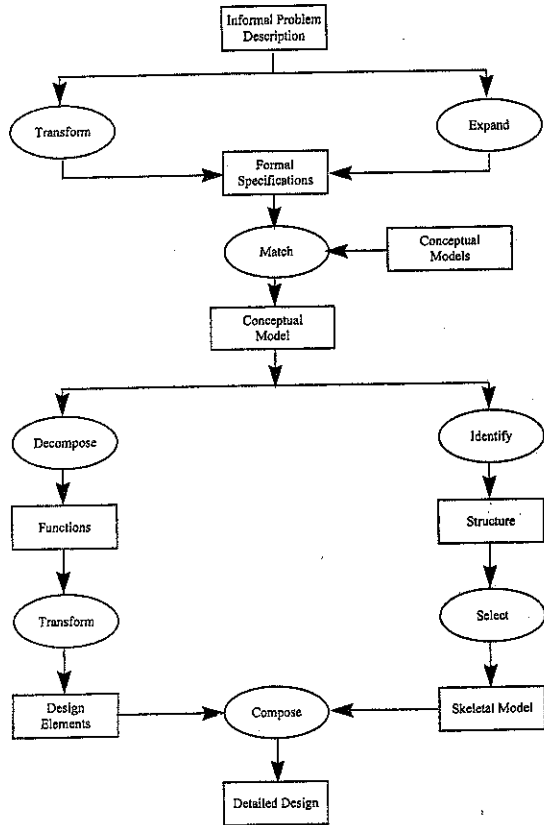 Informal Problem
Description
Transform
Expand
Formal
Specifications
Match
Conceptual
Models
Conceptual
Model
Decompose
Identify
Functions
Structure
Transform
Select
Design
Elements
Compose
Skeletal Model
Detailed Design